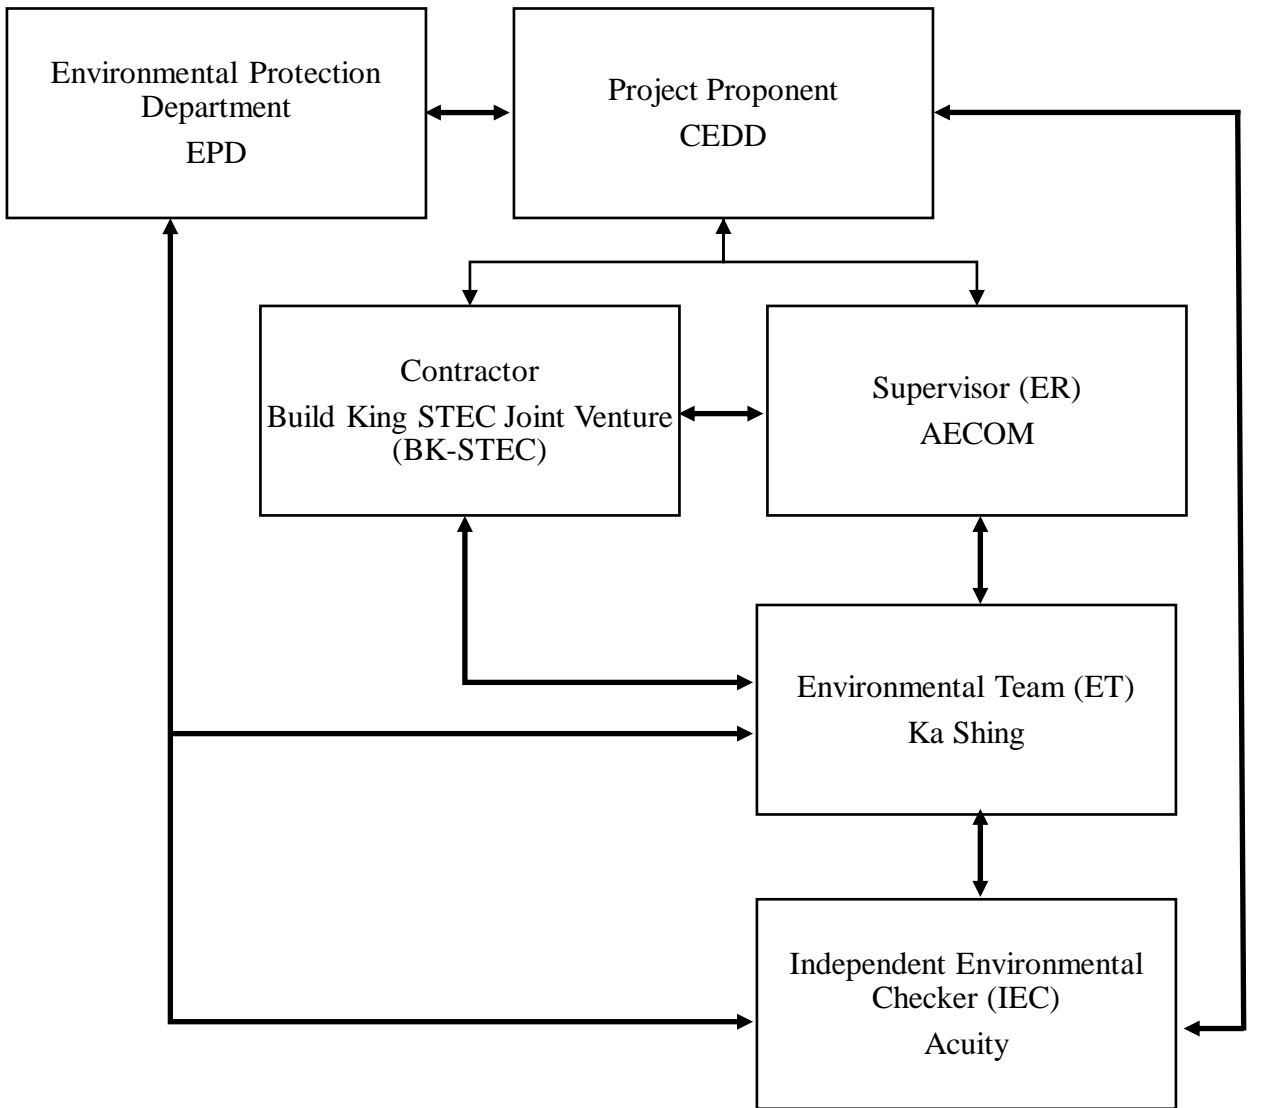 Environmental Protection
Department
EPD
Project Proponent
CEDD
Contractor
Build King STEC Joint Venture
(BK-STEC)
Supervisor (ER)
AECOM
Environmental Team (ET)
Ka Shing
Independent Environmental
Checker (IEC)
Acuity